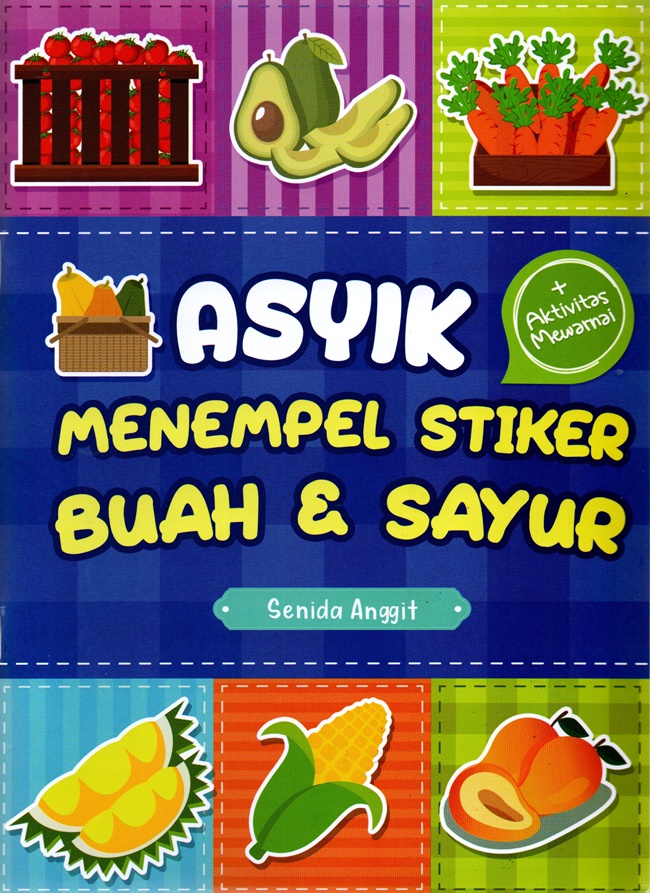 ASYIK
+
Aktivitas
Mewarnai
MENEMPEL STIKER
BUAH & SAYUR
Senida Anggit